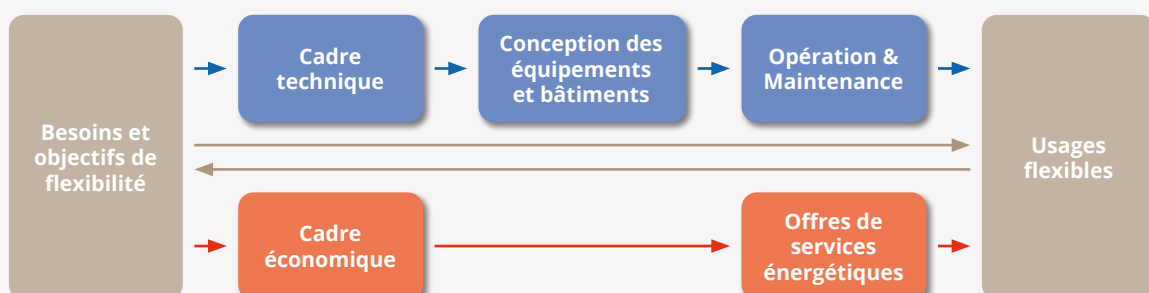 Besoins et
objectifs de
flexibilité
Cadre
technique
Conception des
équipements
et bâtiments
Opération &
Maintenance
Cadre
économique
Offres de
services
énergétiques
Usages
flexibles